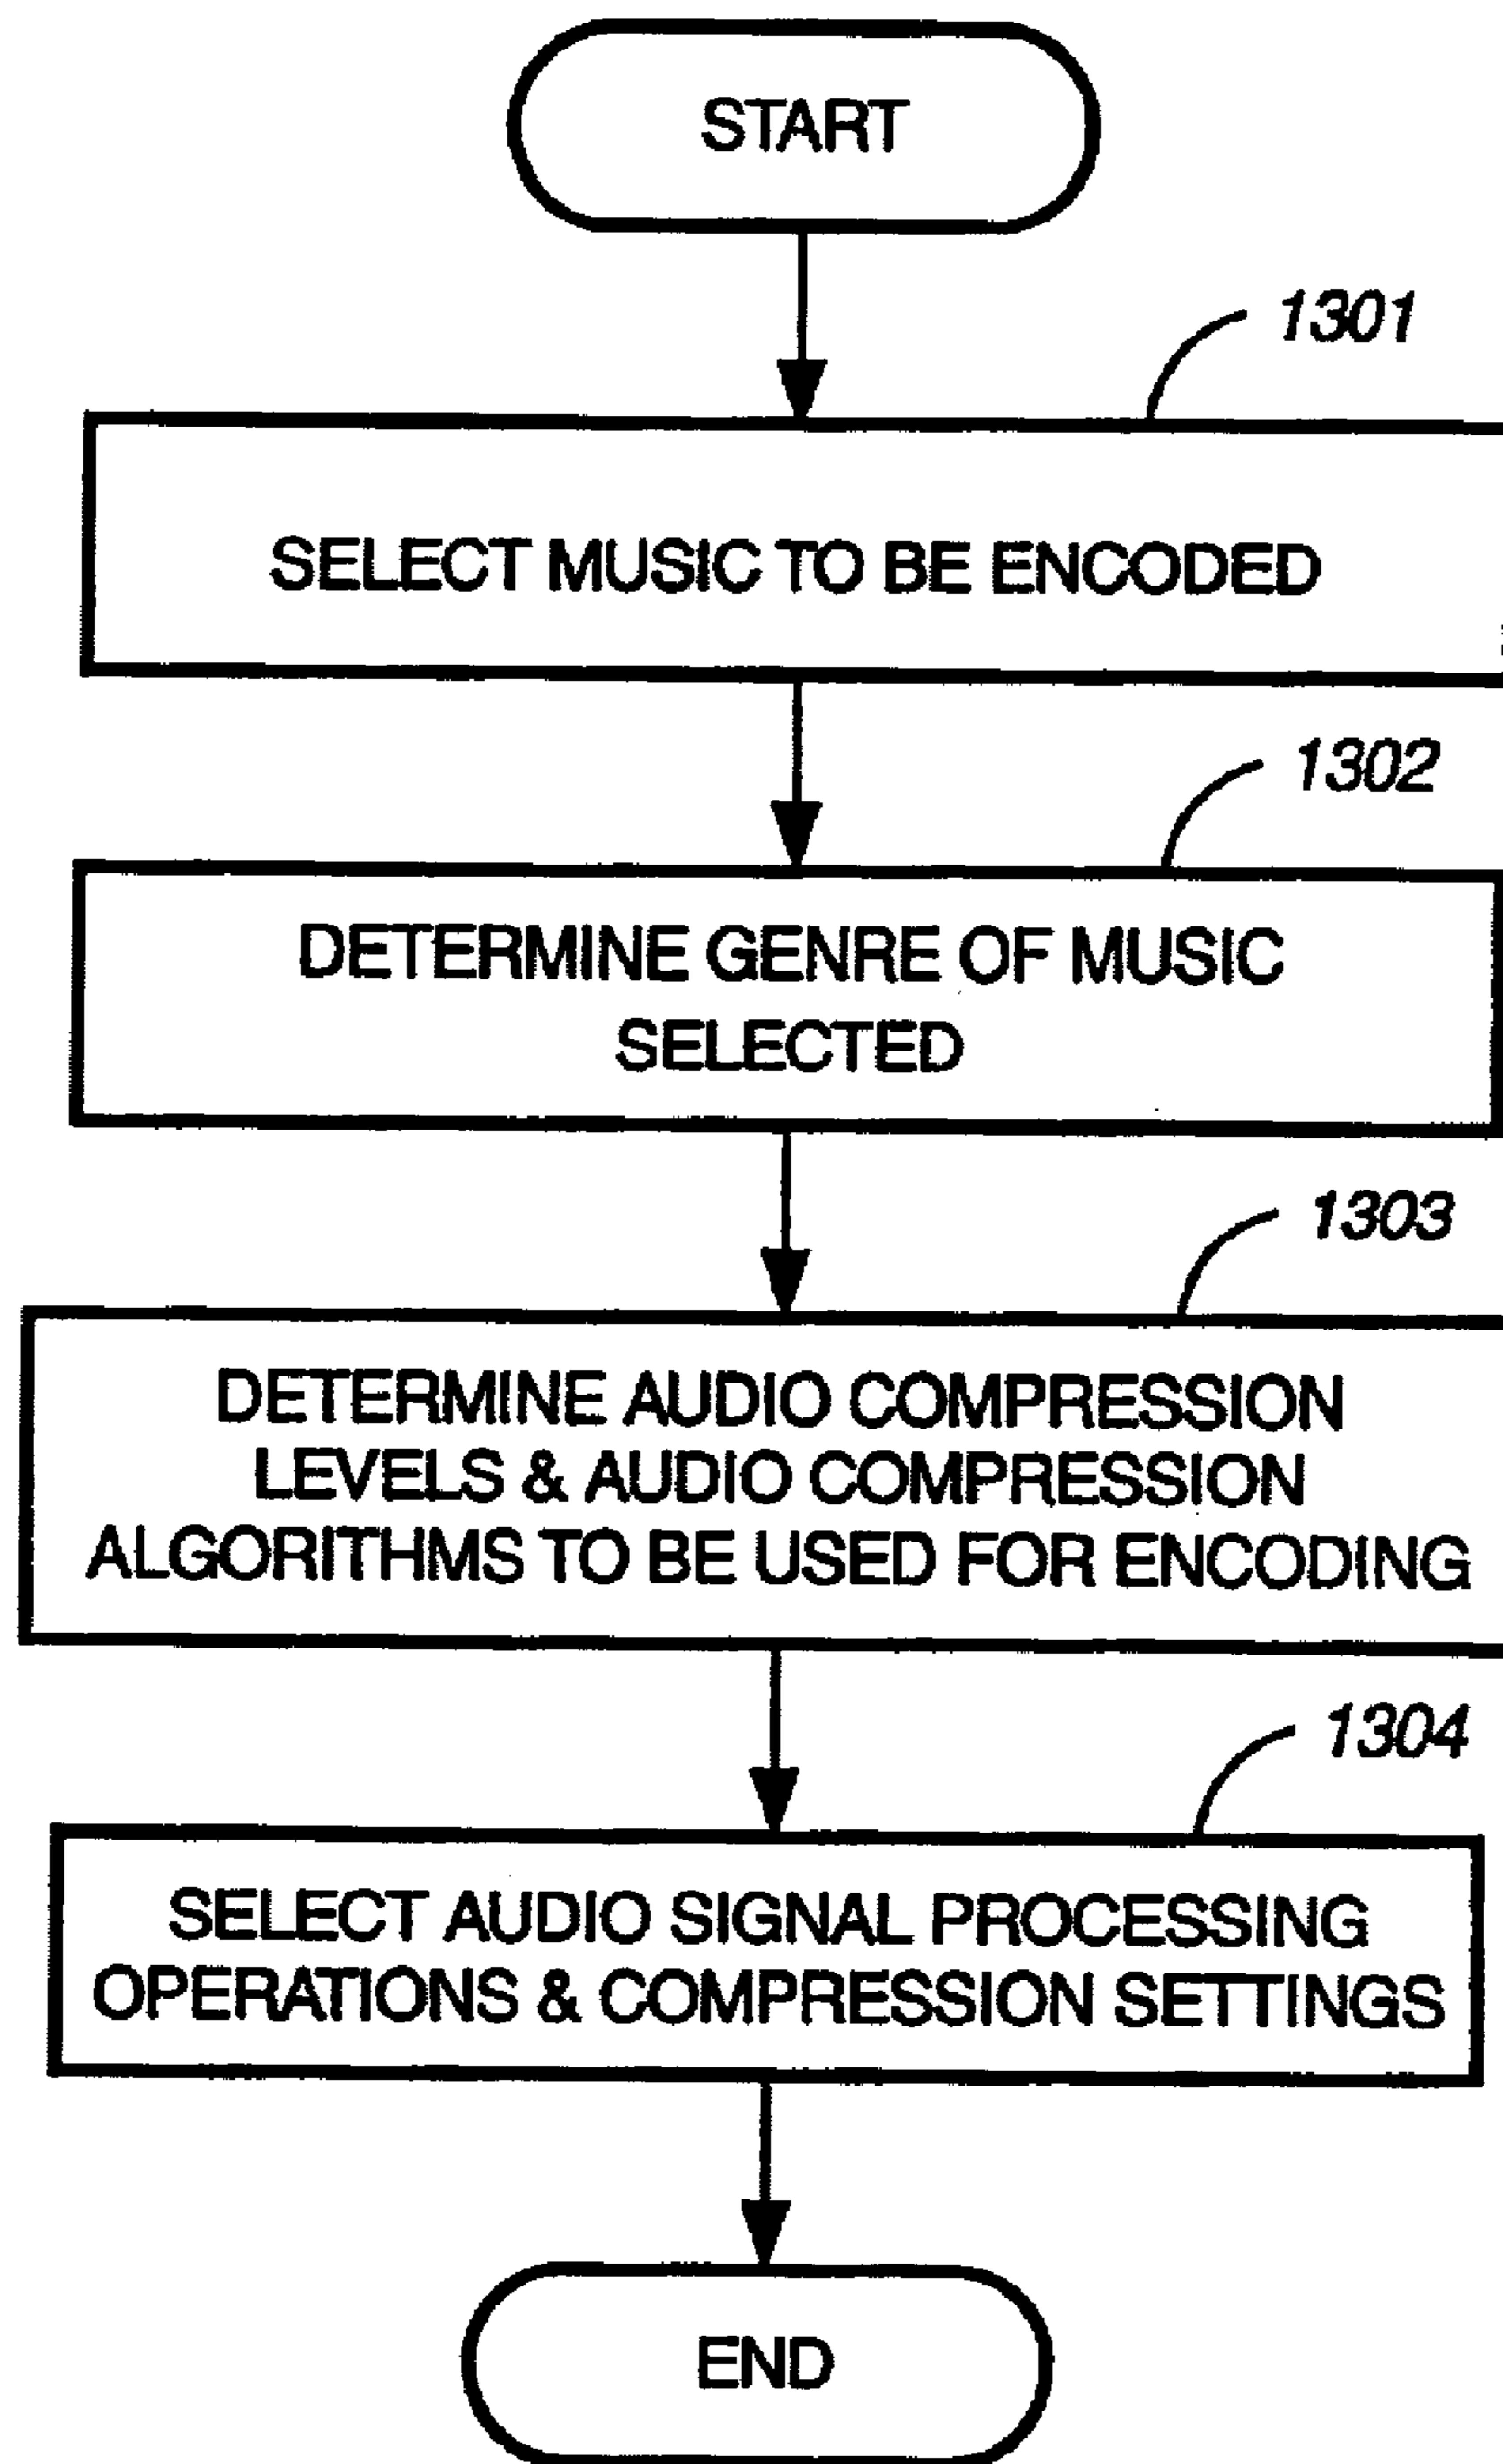 START
1301
SELECT MUSIC TO BE ENCODED
1302
DETERMINE GENRE OF MUSIC
SELECTED
1303
DETERMINE AUDIO COMPRESSION
LEVELS & AUDIO COMPRESSION
ALGORITHMS TO BE USED FOR ENCODING
1304
SELECT AUDIO SIGNAL PROCESSING
OPERATIONS & COMPRESSION SETTINGS
END